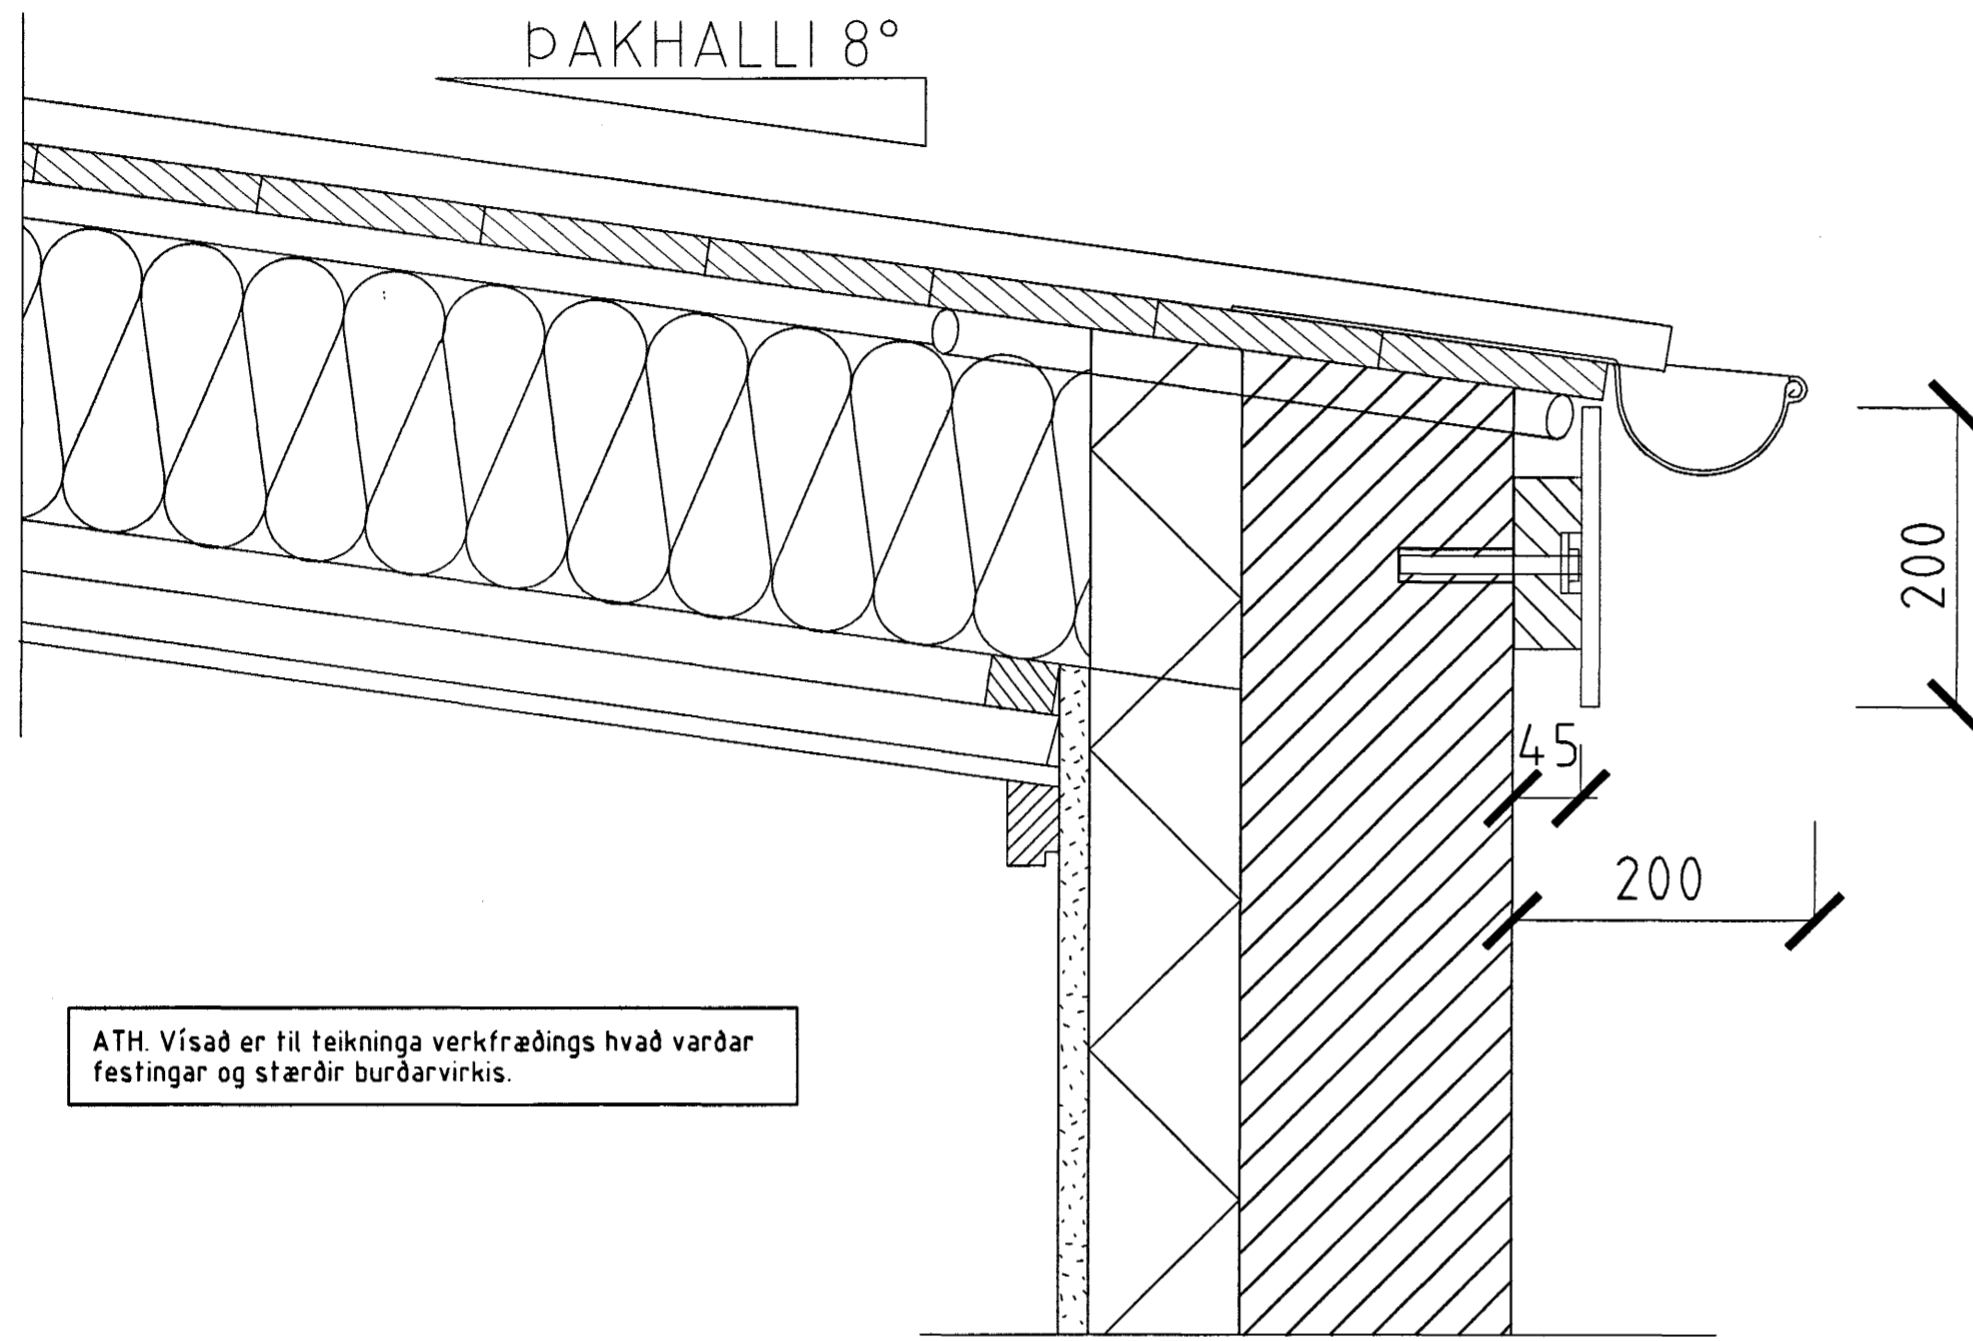 ÞAKHALLI 8°
200
45
200
ATH. Vísað er til teikninga verkfræðings hvað varðar
festingar og stærðir burðarvirkis.